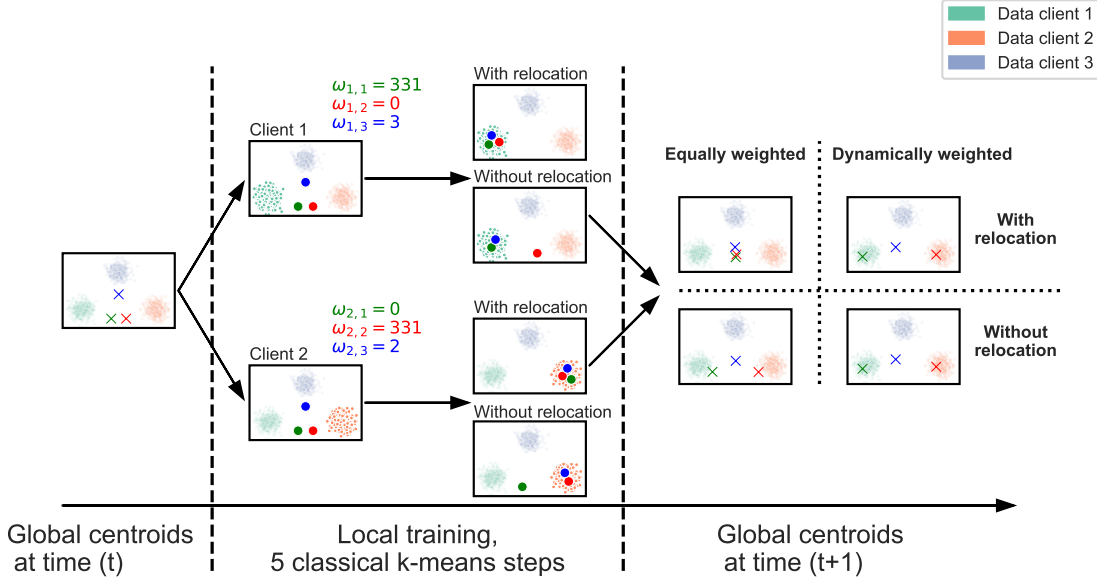 Data client 1
Data client 2
Data client 3
ω1,1 = 331
ω1,2 = 0
ω1,3 = 3
Client 1
With relocation
Without relocation
ω2,1 = 0
ω2,2 = 331
ω2,3 = 2
Client 2
With relocation
Without relocation
Equally weighted
Dynamically weighted
With
relocation
Without
relocation
Global centroids
at time (t)
Local training,
5 classical k-means steps
Global centroids
at time (t+1)